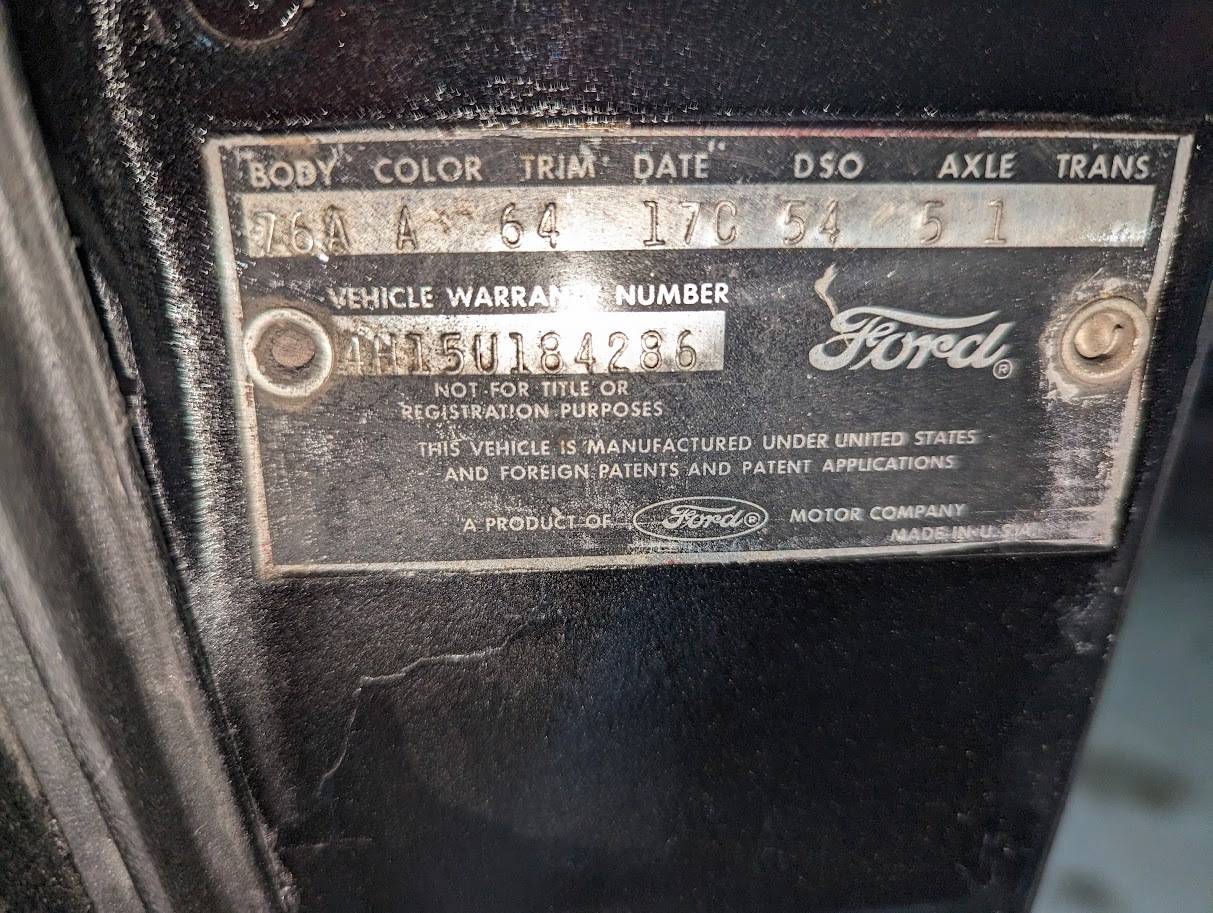 BODY COLOR TRIM DATE DSO AXLE TRANS
76A A 64 17C 54 5 1
VEHICLE WARRANTY NUMBER
4H15U184286
Ford®
NOT FOR TITLE OR
REGISTRATION PURPOSES
THIS VEHICLE IS MANUFACTURED UNDER UNITED STATES
AND FOREIGN PATENTS AND PATENT APPLICATIONS
A PRODUCT OF Ford® MOTOR COMPANY
MADE IN U.S.A.